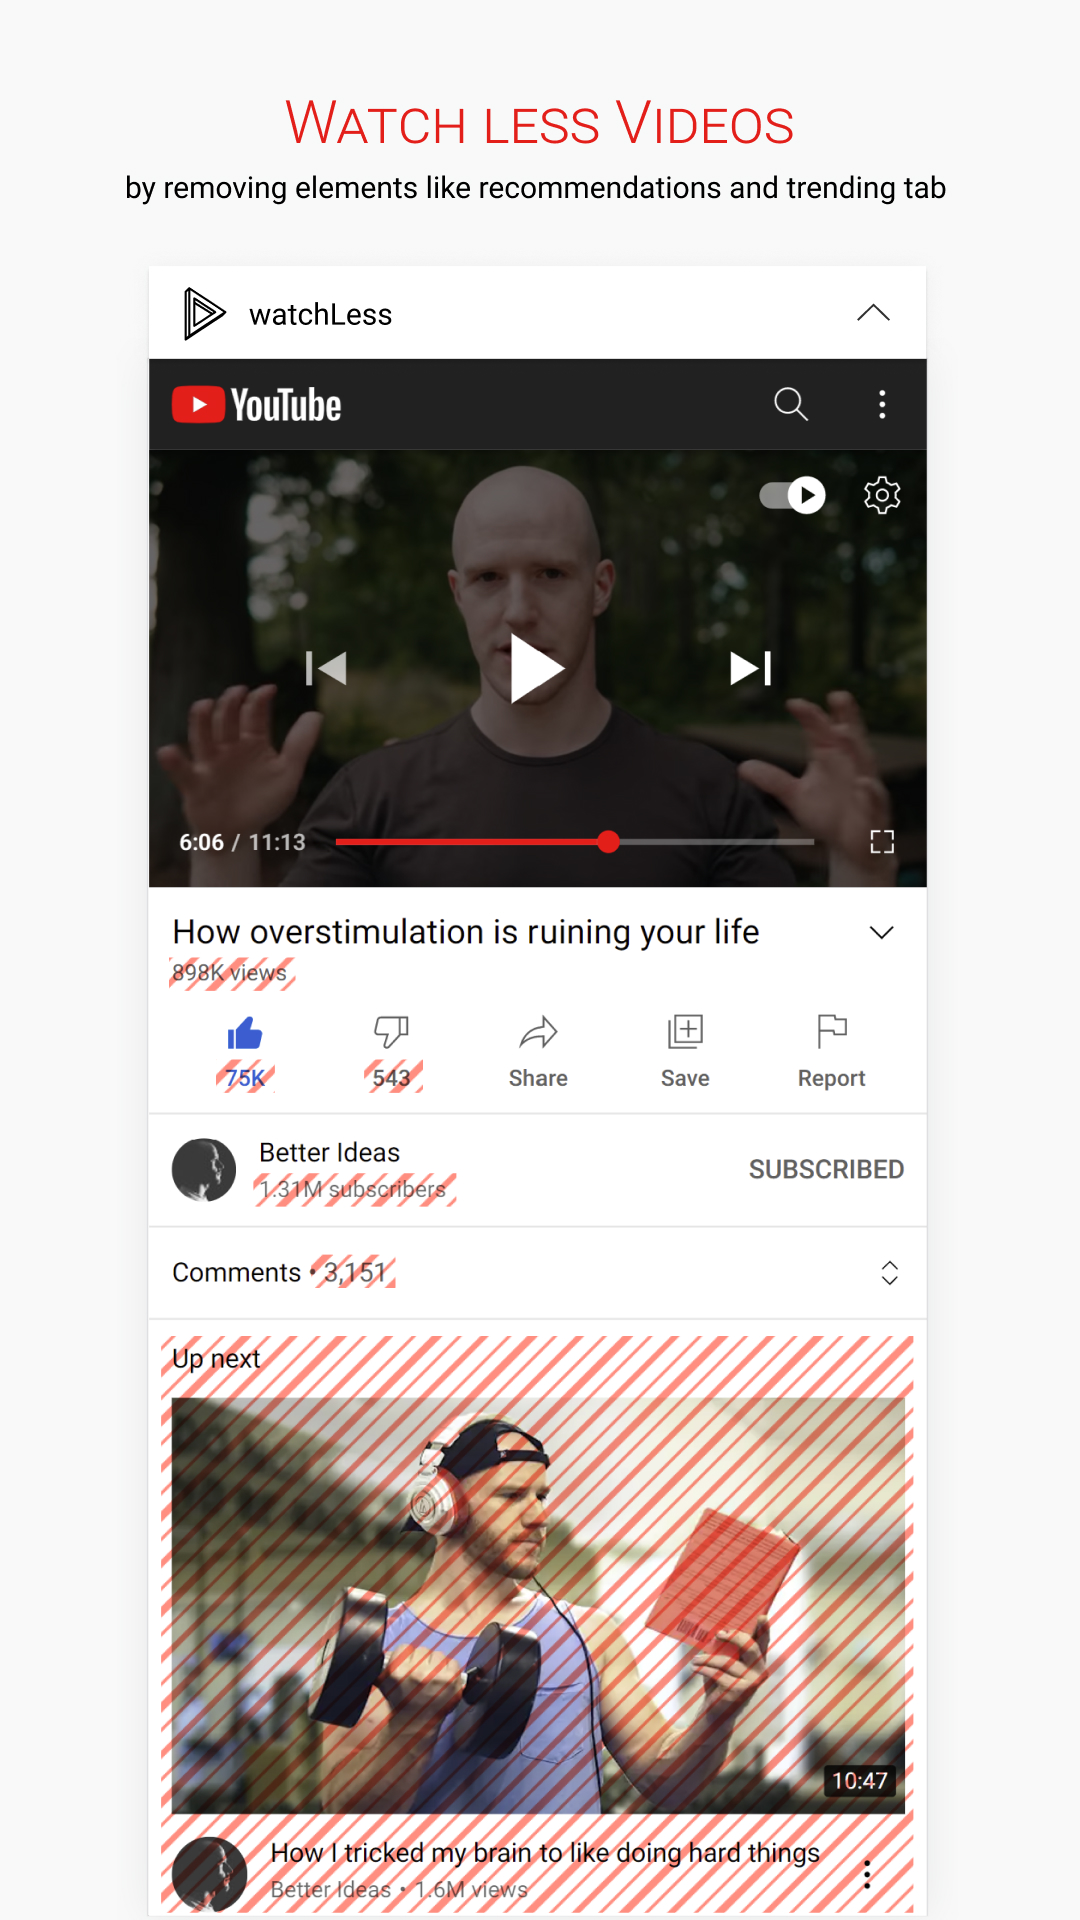 WATCH LESS VIDEOS
by removing elements like recommendations and trending tab
watchLess
YouTube
6:06 / 11:13
How overstimulation is ruining your life
898K views
75K 543 Share Save Report
Better Ideas
1.31M subscribers
SUBSCRIBED
Comments • 3,151
Up next
10:47
How I tricked my brain to like doing hard things
Better Ideas • 1.6M views